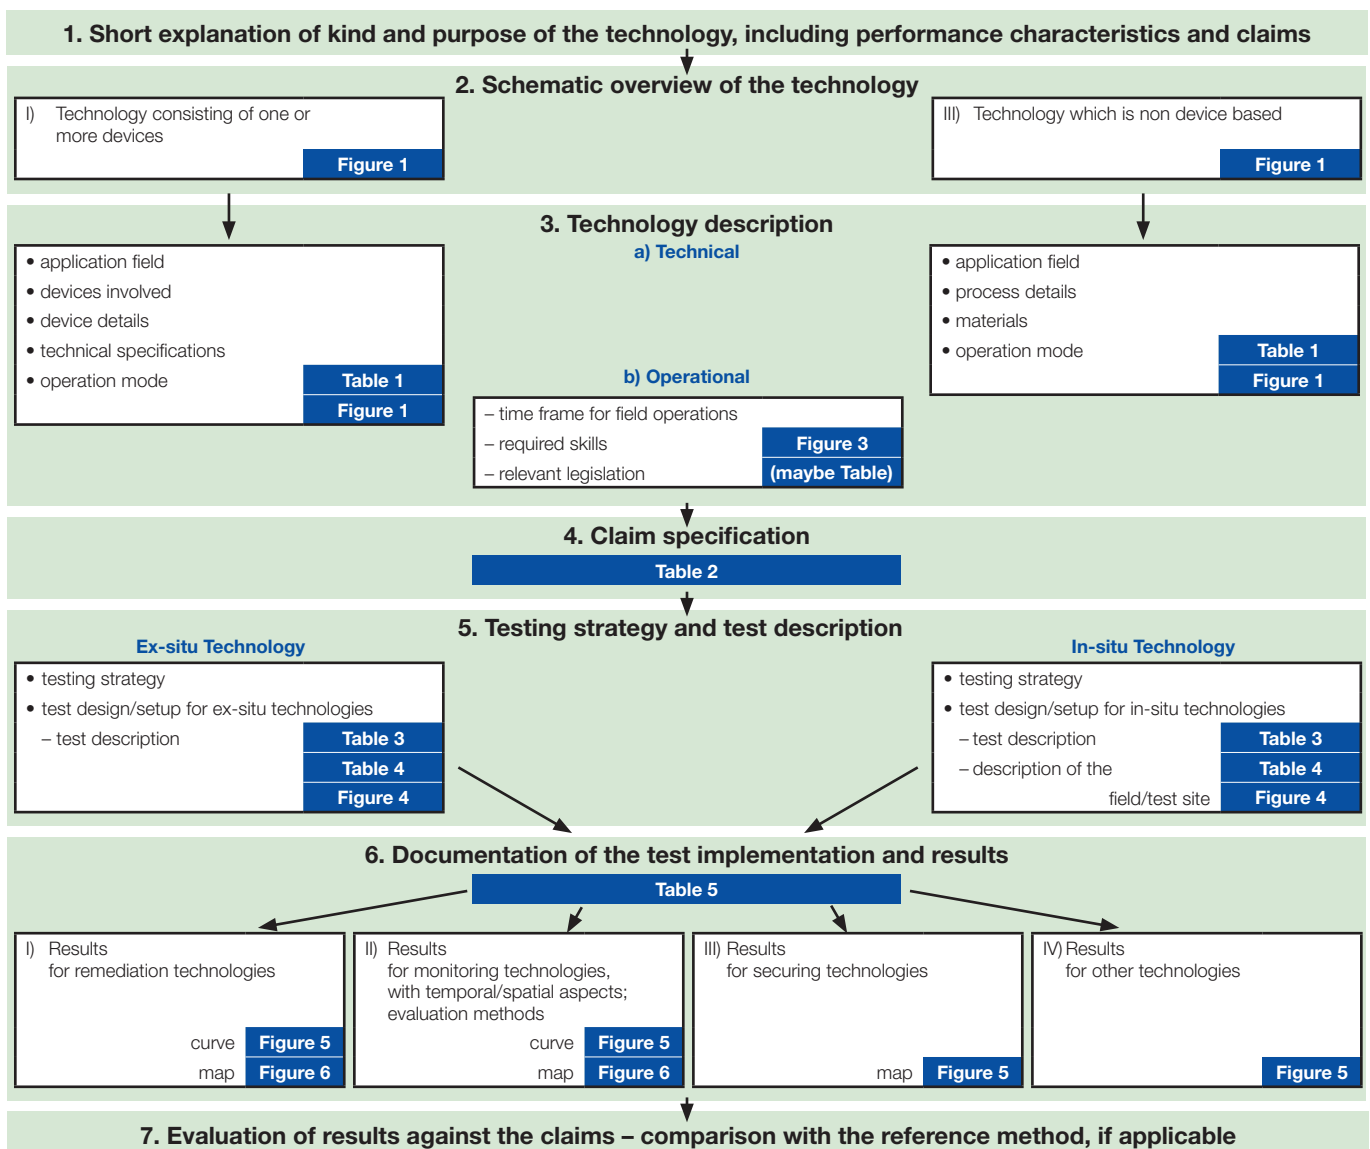 1. Short explanation of kind and purpose of the technology, including performance characteristics and claims
2. Schematic overview of the technology
I) Technology consisting of one or
more devices
Figure 1
III) Technology which is non device based
Figure 1
3. Technology description
a) Technical
• application field
• devices involved
• device details
• technical specifications
• operation mode
Table 1
Figure 1
• application field
• process details
• materials
• operation mode
Table 1
Figure 1
b) Operational
– time frame for field operations
– required skills
– relevant legislation
Figure 3
(maybe Table)
4. Claim specification
Table 2
5. Testing strategy and test description
Ex-situ Technology
• testing strategy
• test design/setup for ex-situ technologies
– test description
Table 3
Table 4
Figure 4
In-situ Technology
• testing strategy
• test design/setup for in-situ technologies
– test description
– description of the
field/test site
Table 3
Table 4
Figure 4
6. Documentation of the test implementation and results
Table 5
I) Results
for remediation technologies
curve Figure 5
map Figure 6
II) Results
for monitoring technologies,
with temporal/spatial aspects;
evaluation methods
curve Figure 5
map Figure 6
III) Results
for securing technologies
map Figure 5
IV) Results
for other technologies
Figure 5
7. Evaluation of results against the claims – comparison with the reference method, if applicable